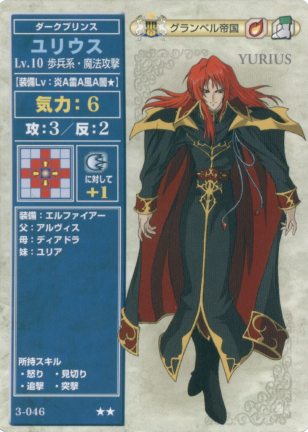 ダークプリンス
ユリウス
Lv.10 歩兵系・魔法攻撃
【装備Lv：炎A雷A風A闇★】
気力：6
攻：3／反：2
に対して
+1
装備：エルファイアー
父：アルヴィス
母：ディアドラ
妹：ユリア
所持スキル
・怒り ・見切り
・追撃 ・突撃
3-046 ★★
グランベル帝国
YURIUS